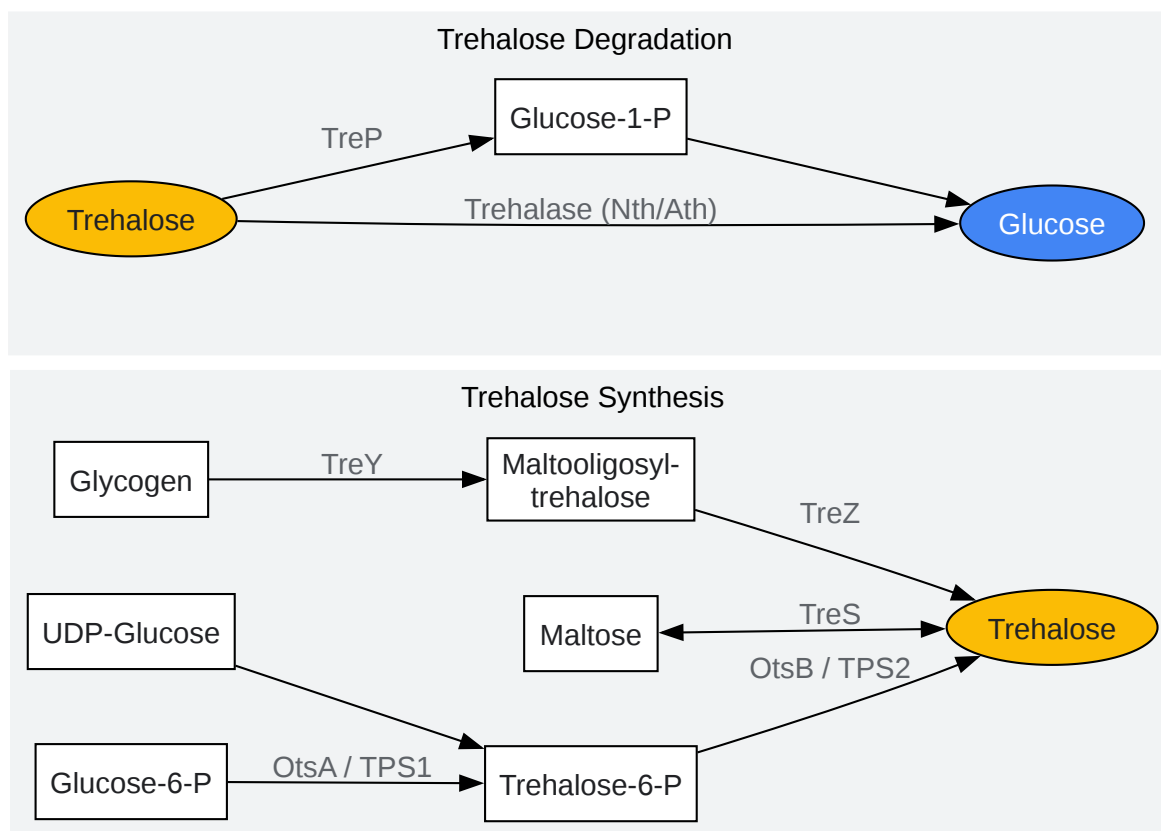 Trehalose Degradation
Glucose-1-P
TreP
Trehalose
Trehalase (Nth/Ath)
Glucose
Trehalose Synthesis
Glycogen
TreY
Maltooligosyl-
trehalose
TreZ
UDP-Glucose
Maltose
TreS
Trehalose
OtsB / TPS2
Glucose-6-P
OtsA / TPS1
Trehalose-6-P